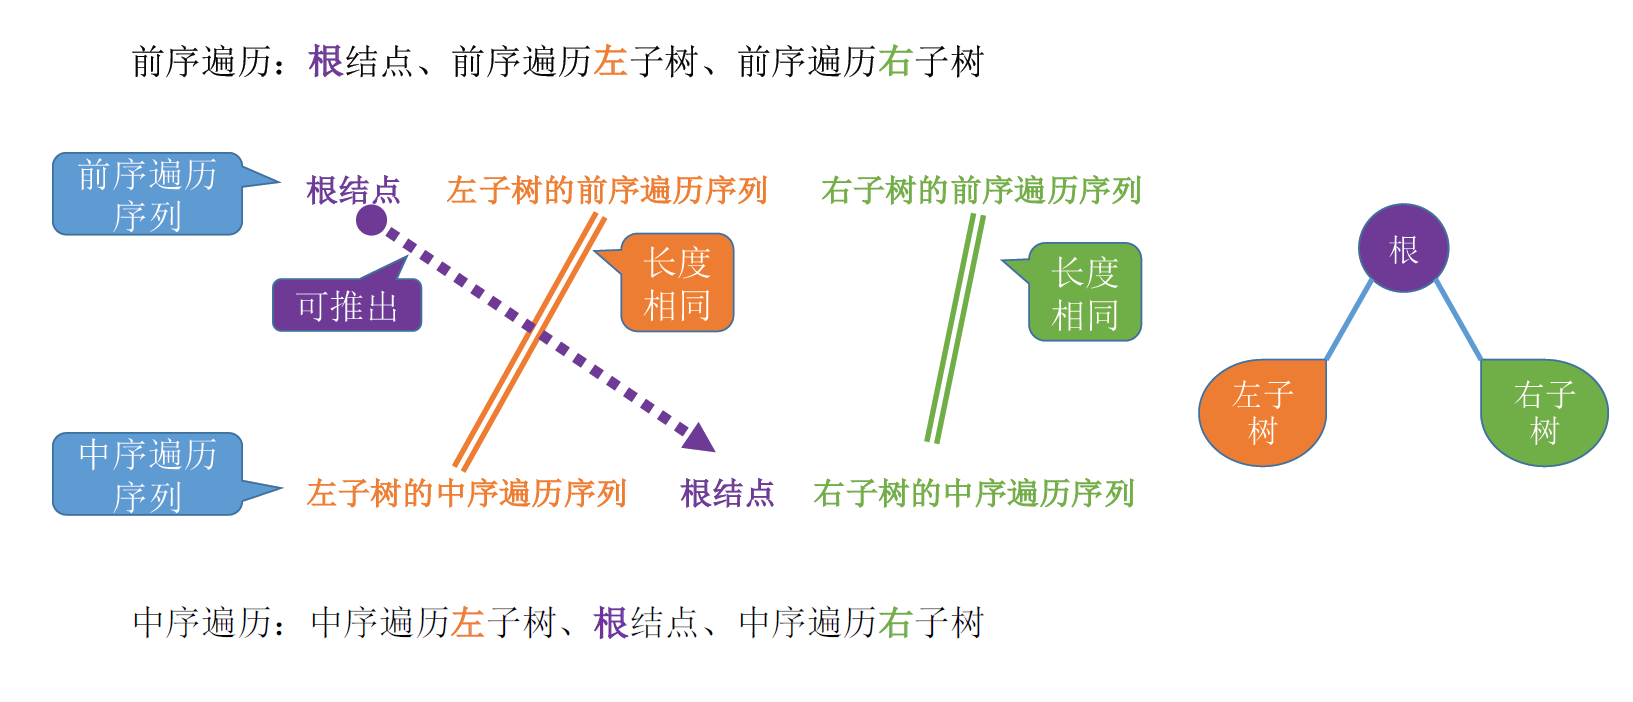 前序遍历：根结点、前序遍历左子树、前序遍历右子树
前序遍历
序列
根结点 左子树的前序遍历序列 右子树的前序遍历序列
可推出
长度
相同
长度
相同
根
左子
树
右子
树
中序遍历
序列
左子树的中序遍历序列 根结点 右子树的中序遍历序列
中序遍历：中序遍历左子树、根结点、中序遍历右子树